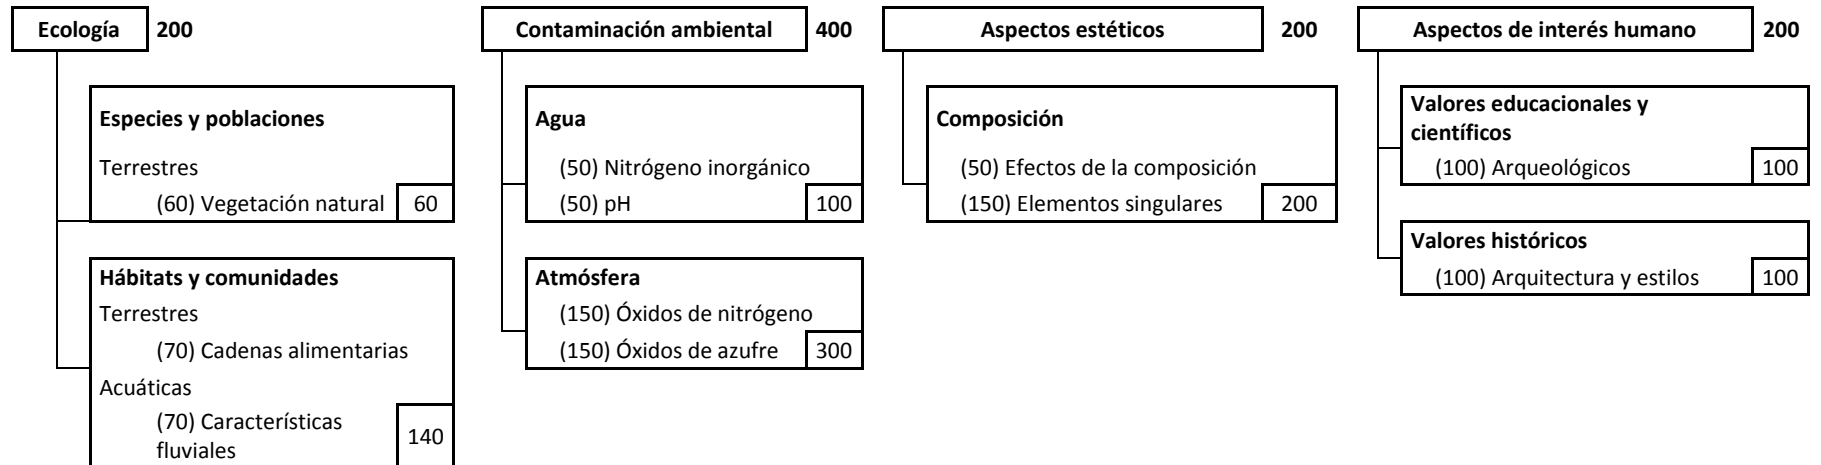 Ecología 200
Especies y poblaciones
Terrestres
(60) Vegetación natural 60
Hábitats y comunidades
Terrestres
(70) Cadenas alimentarias
Acuáticas
(70) Características
fluviales
140
Contaminación ambiental 400
Agua
(50) Nitrógeno inorgánico
(50) pH 100
Atmósfera
(150) Óxidos de nitrógeno
(150) Óxidos de azufre 300
Aspectos estéticos 200
Composición
(50) Efectos de la composición
(150) Elementos singulares 200
Aspectos de interés humano 200
Valores educacionales y
científicos
(100) Arqueológicos 100
Valores históricos
(100) Arquitectura y estilos 100